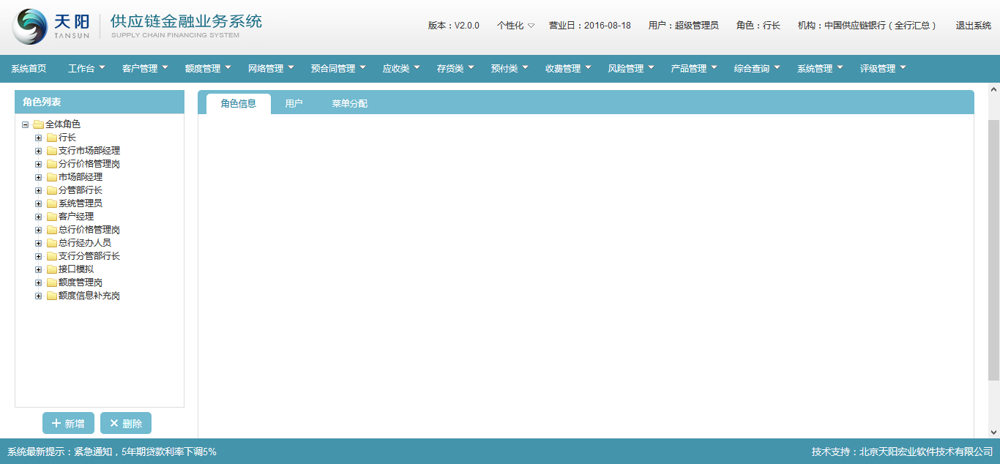 天阳
TANSUN
供应链金融业务系统
SUPPLY CHAIN FINANCING SYSTEM
版本：V2.0.0 个性化 营业日：2016-08-18 用户：超级管理员 角色：行长 机构：中国供应链银行（全行汇总） 退出系统
系统首页 工作台 客户管理 额度管理 网络管理 预合同管理 应收类 存货类 预付类 收费管理 风险管理 产品管理 综合查询 系统管理 评级管理
角色列表
角色信息 用户 菜单分配
全体角色
行长
支行市场部经理
分行价格管理岗
市场部经理
分管部行长
系统管理员
客户经理
总行价格管理岗
总行经办人员
支行分管部行长
接口模拟
额度管理岗
额度信息补充岗
新增 删除
系统最新提示：紧急通知，5年期贷款利率下调5%
技术支持：北京天阳宏业软件技术有限公司